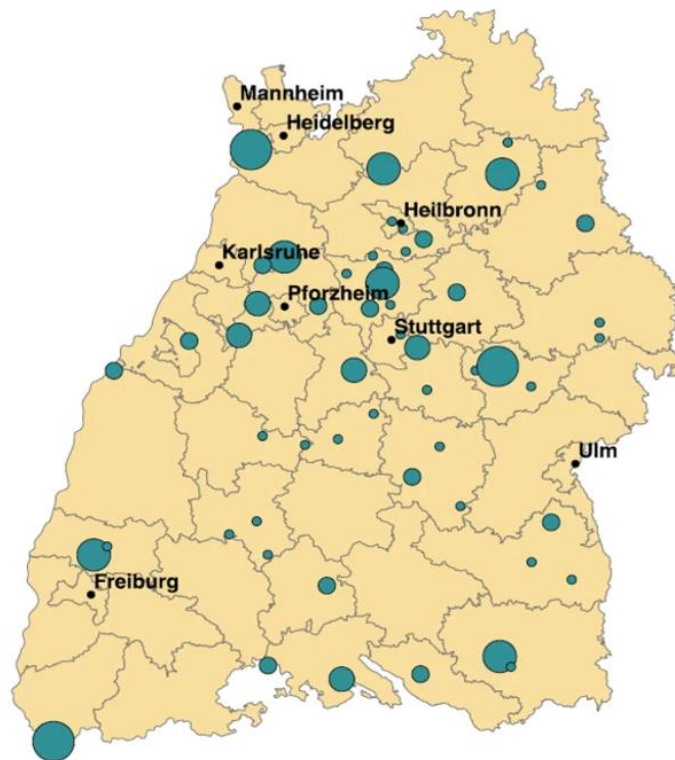 Mannheim
Heidelberg
Heilbronn
Karlsruhe
Pforzheim
Stuttgart
Ulm
Freiburg